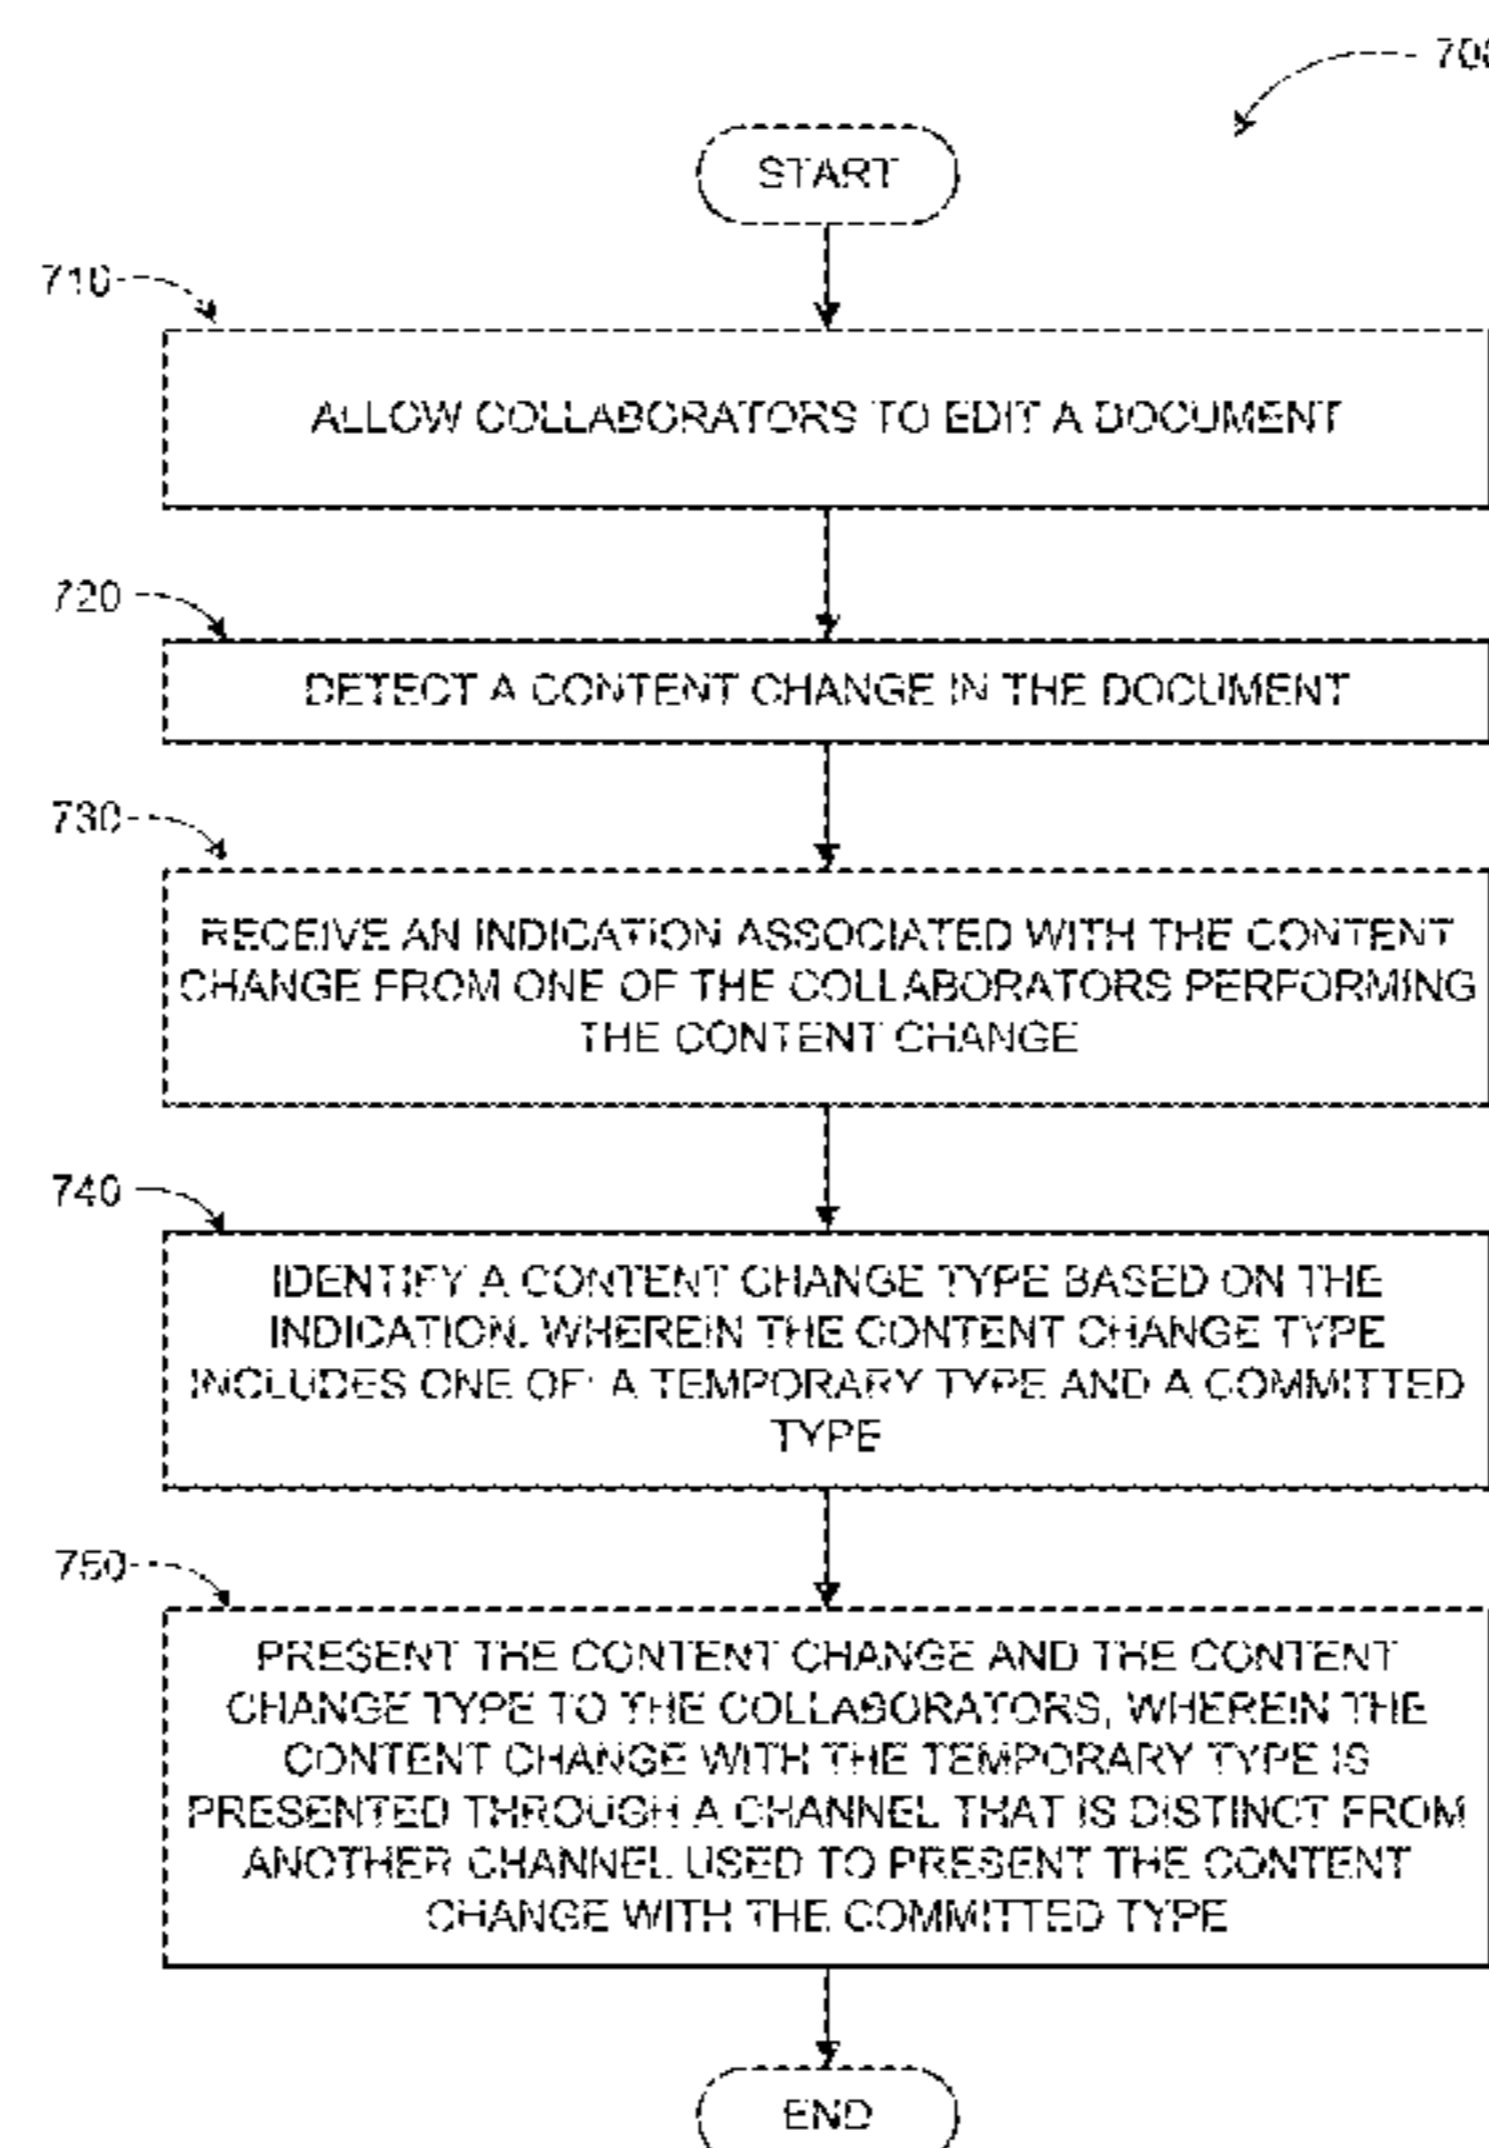 700
START
710
ALLOW COLLABORATORS TO EDIT A DOCUMENT
720
DETECT A CONTENT CHANGE IN THE DOCUMENT
730
RECEIVE AN INDICATION ASSOCIATED WITH THE CONTENT
CHANGE FROM ONE OF THE COLLABORATORS PERFORMING
THE CONTENT CHANGE
740
IDENTIFY A CONTENT CHANGE TYPE BASED ON THE
INDICATION, WHEREIN THE CONTENT CHANGE TYPE
INCLUDES ONE OF: A TEMPORARY TYPE AND A COMMITTED
TYPE
750
PRESENT THE CONTENT CHANGE AND THE CONTENT
CHANGE TYPE TO THE COLLABORATORS, WHEREIN THE
CONTENT CHANGE WITH THE TEMPORARY TYPE IS
PRESENTED THROUGH A CHANNEL THAT IS DISTINCT FROM
ANOTHER CHANNEL USED TO PRESENT THE CONTENT
CHANGE WITH THE COMMITTED TYPE
END